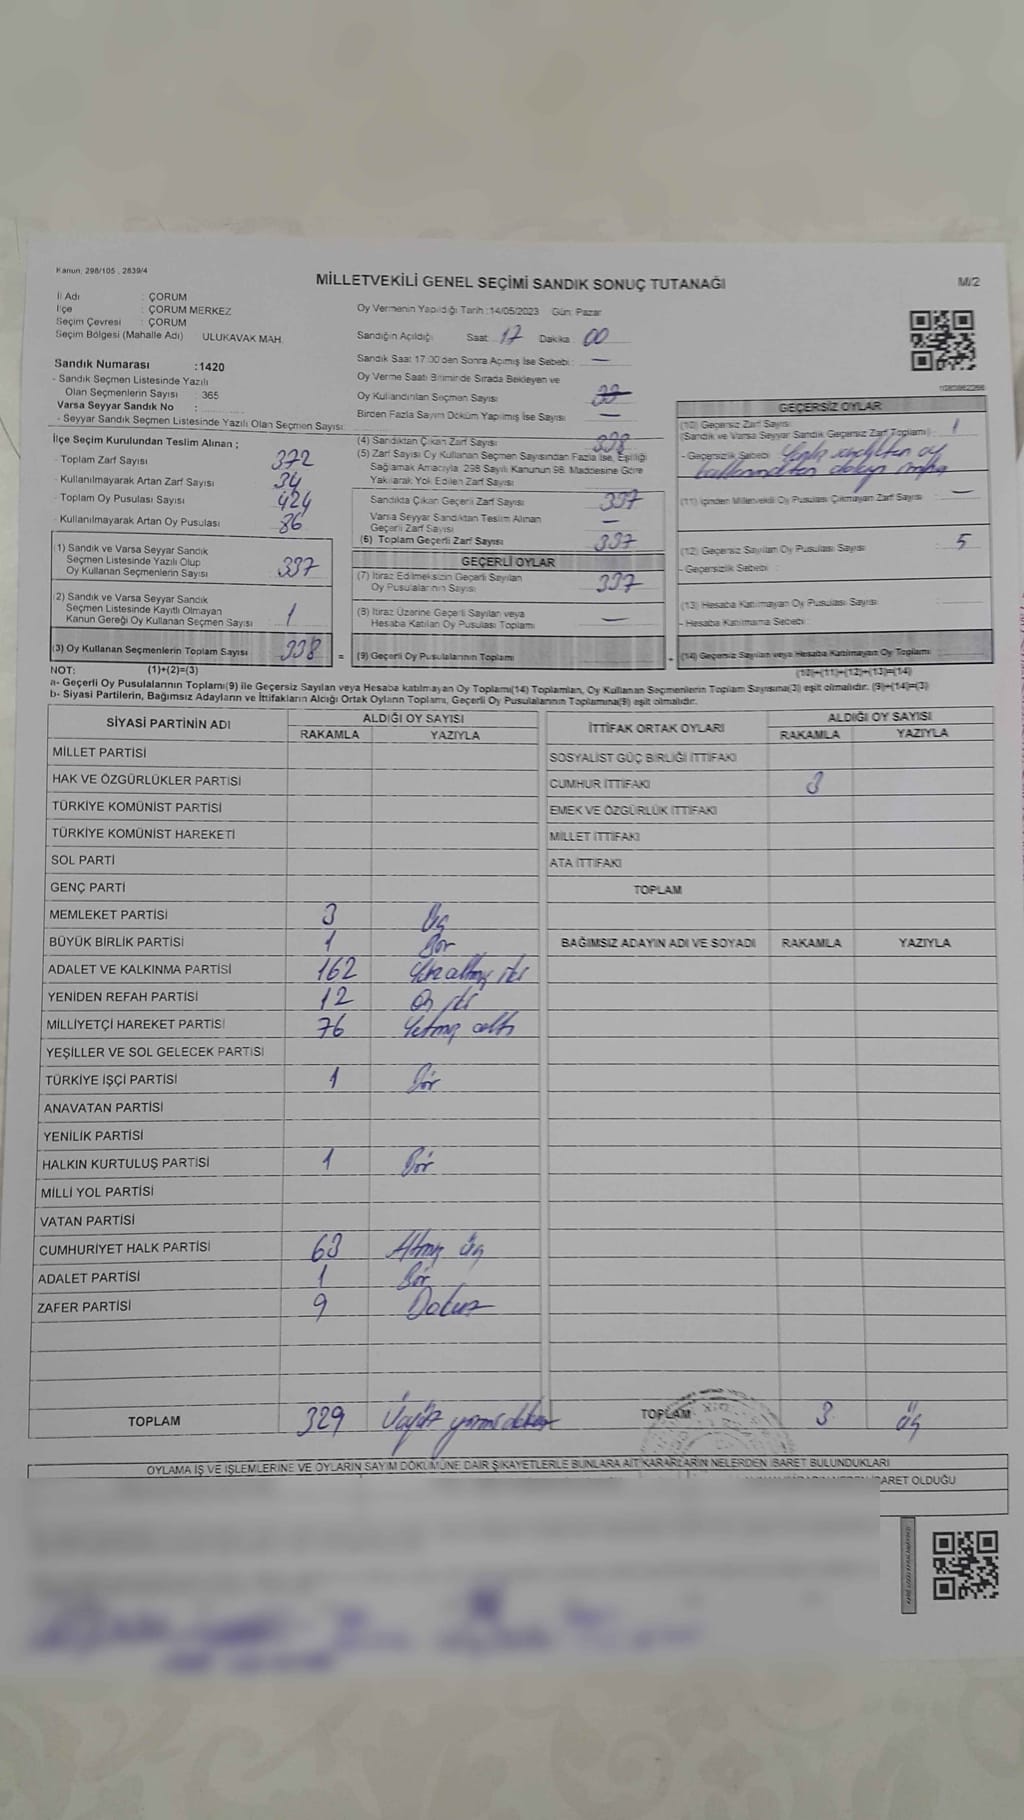 Kanun: 298/105 , 2839/4
MİLLETVEKİLİ GENEL SEÇİMİ SANDIK SONUÇ TUTANAĞI
M/2
İl Adı : ÇORUM
İlçe : ÇORUM MERKEZ
Seçim Çevresi : ÇORUM
Seçim Bölgesi (Mahalle Adı) ULUKAVAK MAH.
Sandık Numarası :1420
- Sandık Seçmen Listesinde Yazılı
Olan Seçmenlerin Sayısı : 365
Varsa Seyyar Sandık No :
- Seyyar Sandık Seçmen Listesinde Yazılı Olan Seçmen Sayısı:
Oy Vermenin Yapıldığı Tarih :14/05/2023 Gün: Pazar
Sandığın Açıldığı Saat 17 Dakika 00
Sandık Saat 17:00'den Sonra Açımış İse Sebebi : —
Oy Verme Saati Bitiminde Sırada Bekleyen ve
Oy Kullandırılan Seçmen Sayısı
Birden Fazla Sayım Döküm Yapılmış İse Sayısı —
İlçe Seçim Kurulundan Teslim Alınan ;
- Toplam Zarf Sayısı 372
- Kullanılmayarak Artan Zarf Sayısı 34
- Toplam Oy Pusulası Sayısı 424
- Kullanılmayarak Artan Oy Pusulası 86
(1) Sandık ve Varsa Seyyar Sandık
Seçmen Listesinde Yazılı Olup
Oy Kullanan Seçmenlerin Sayısı 337
(2) Sandık ve Varsa Seyyar Sandık
Seçmen Listesinde Kayıtlı Olmayan
Kanun Gereği Oy Kullanan Seçmen Sayısı 1
(3) Oy Kullanan Seçmenlerin Toplam Sayısı 338
(4) Sandıktan Çıkan Zarf Sayısı 338
(5) Zarf Sayısı Oy Kullanan Seçmen Sayısından Fazla İse, Eşitliği
Sağlamak Amacıyla 298 Sayılı Kanunun 98. Maddesine Göre
Yakılarak Yok Edilen Zarf Sayısı
Sandıkta Çıkan Geçerli Zarf Sayısı 337
Varsa Seyyar Sandıktan Teslim Alınan
Geçerli Zarf Sayısı —
(6) Toplam Geçerli Zarf Sayısı 337
GEÇERLİ OYLAR
(7) İtiraz Edilmeksizin Geçerli Sayılan
Oy Pusulalarının Sayısı 337
(8) İtiraz Üzerine Geçerli Sayılan veya
Hesaba Katılan Oy Pusulası Toplamı —
= (9) Geçerli Oy Pusulalarının Toplamı
GEÇERSİZ OYLAR
(10) Geçersiz Zarf Sayısı
(Sandık ve Varsa Seyyar Sandık Geçersiz Zarf Toplamı) : 1
- Geçersizlik Sebebi
(11) İçinden Milletvekili Oy Pusulası Çıkmayan Zarf Sayısı —
(12) Geçersiz Sayılan Oy Pusulası Sayısı : 5
- Geçersizlik Sebebi :
(13) Hesaba Katılmayan Oy Pusulası Sayısı
- Hesaba Katılmama Sebebi :
+ (14) Geçersiz Sayılan veya Hesaba Katılmayan Oy Toplamı
NOT: (1)+(2)=(3) (10)+(11)+(12)+(13)=(14)
a- Geçerli Oy Pusulalarının Toplamı(9) ile Geçersiz Sayılan veya Hesaba katılmayan Oy Toplamı(14) Toplamları, Oy Kullanan Seçmenlerin Toplam Sayısına(3) eşit olmalıdır. (9)+(14)=(3)
b- Siyasi Partilerin, Bağımsız Adayların ve İttifakların Aldığı Ortak Oyların Toplamı, Geçerli Oy Pusulalarının Toplamına(9) eşit olmalıdır.
SİYASİ PARTİNİN ADI ALDIĞI OY SAYISI
RAKAMLA YAZIYLA
MİLLET PARTİSİ
HAK VE ÖZGÜRLÜKLER PARTİSİ
TÜRKİYE KOMÜNİST PARTİSİ
TÜRKİYE KOMÜNİST HAREKETİ
SOL PARTİ
GENÇ PARTİ
MEMLEKET PARTİSİ 3 Üç
BÜYÜK BİRLİK PARTİSİ 1 Bir
ADALET VE KALKINMA PARTİSİ 162 Yüzaltmış iki
YENİDEN REFAH PARTİSİ 12 On iki
MİLLİYETÇİ HAREKET PARTİSİ 76 Yetmiş altı
YEŞİLLER VE SOL GELECEK PARTİSİ
TÜRKİYE İŞÇİ PARTİSİ 1 Bir
ANAVATAN PARTİSİ
YENİLİK PARTİSİ
HALKIN KURTULUŞ PARTİSİ 1 Bir
MİLLİ YOL PARTİSİ
VATAN PARTİSİ
CUMHURİYET HALK PARTİSİ 63 Altmış üç
ADALET PARTİSİ 1 Bir
ZAFER PARTİSİ 9 Dokuz
TOPLAM 329 Üçyüz yirmi dokuz
İTTİFAK ORTAK OYLARI ALDIĞI OY SAYISI
RAKAMLA YAZIYLA
SOSYALİST GÜÇ BİRLİĞİ İTTİFAKI
CUMHUR İTTİFAKI 3
EMEK VE ÖZGÜRLÜK İTTİFAKI
MİLLET İTTİFAKI
ATA İTTİFAKI
TOPLAM
BAĞIMSIZ ADAYIN ADI VE SOYADI RAKAMLA YAZIYLA
TOPLAM 3 Üç
OYLAMA İŞ VE İŞLEMLERİNE VE OYLARIN SAYIM DÖKÜMÜNE DAİR ŞİKAYETLERLE BUNLARA AİT KARARLARIN NELERDEN İBARET BULUNDUKLARI
BARET OLDUĞU